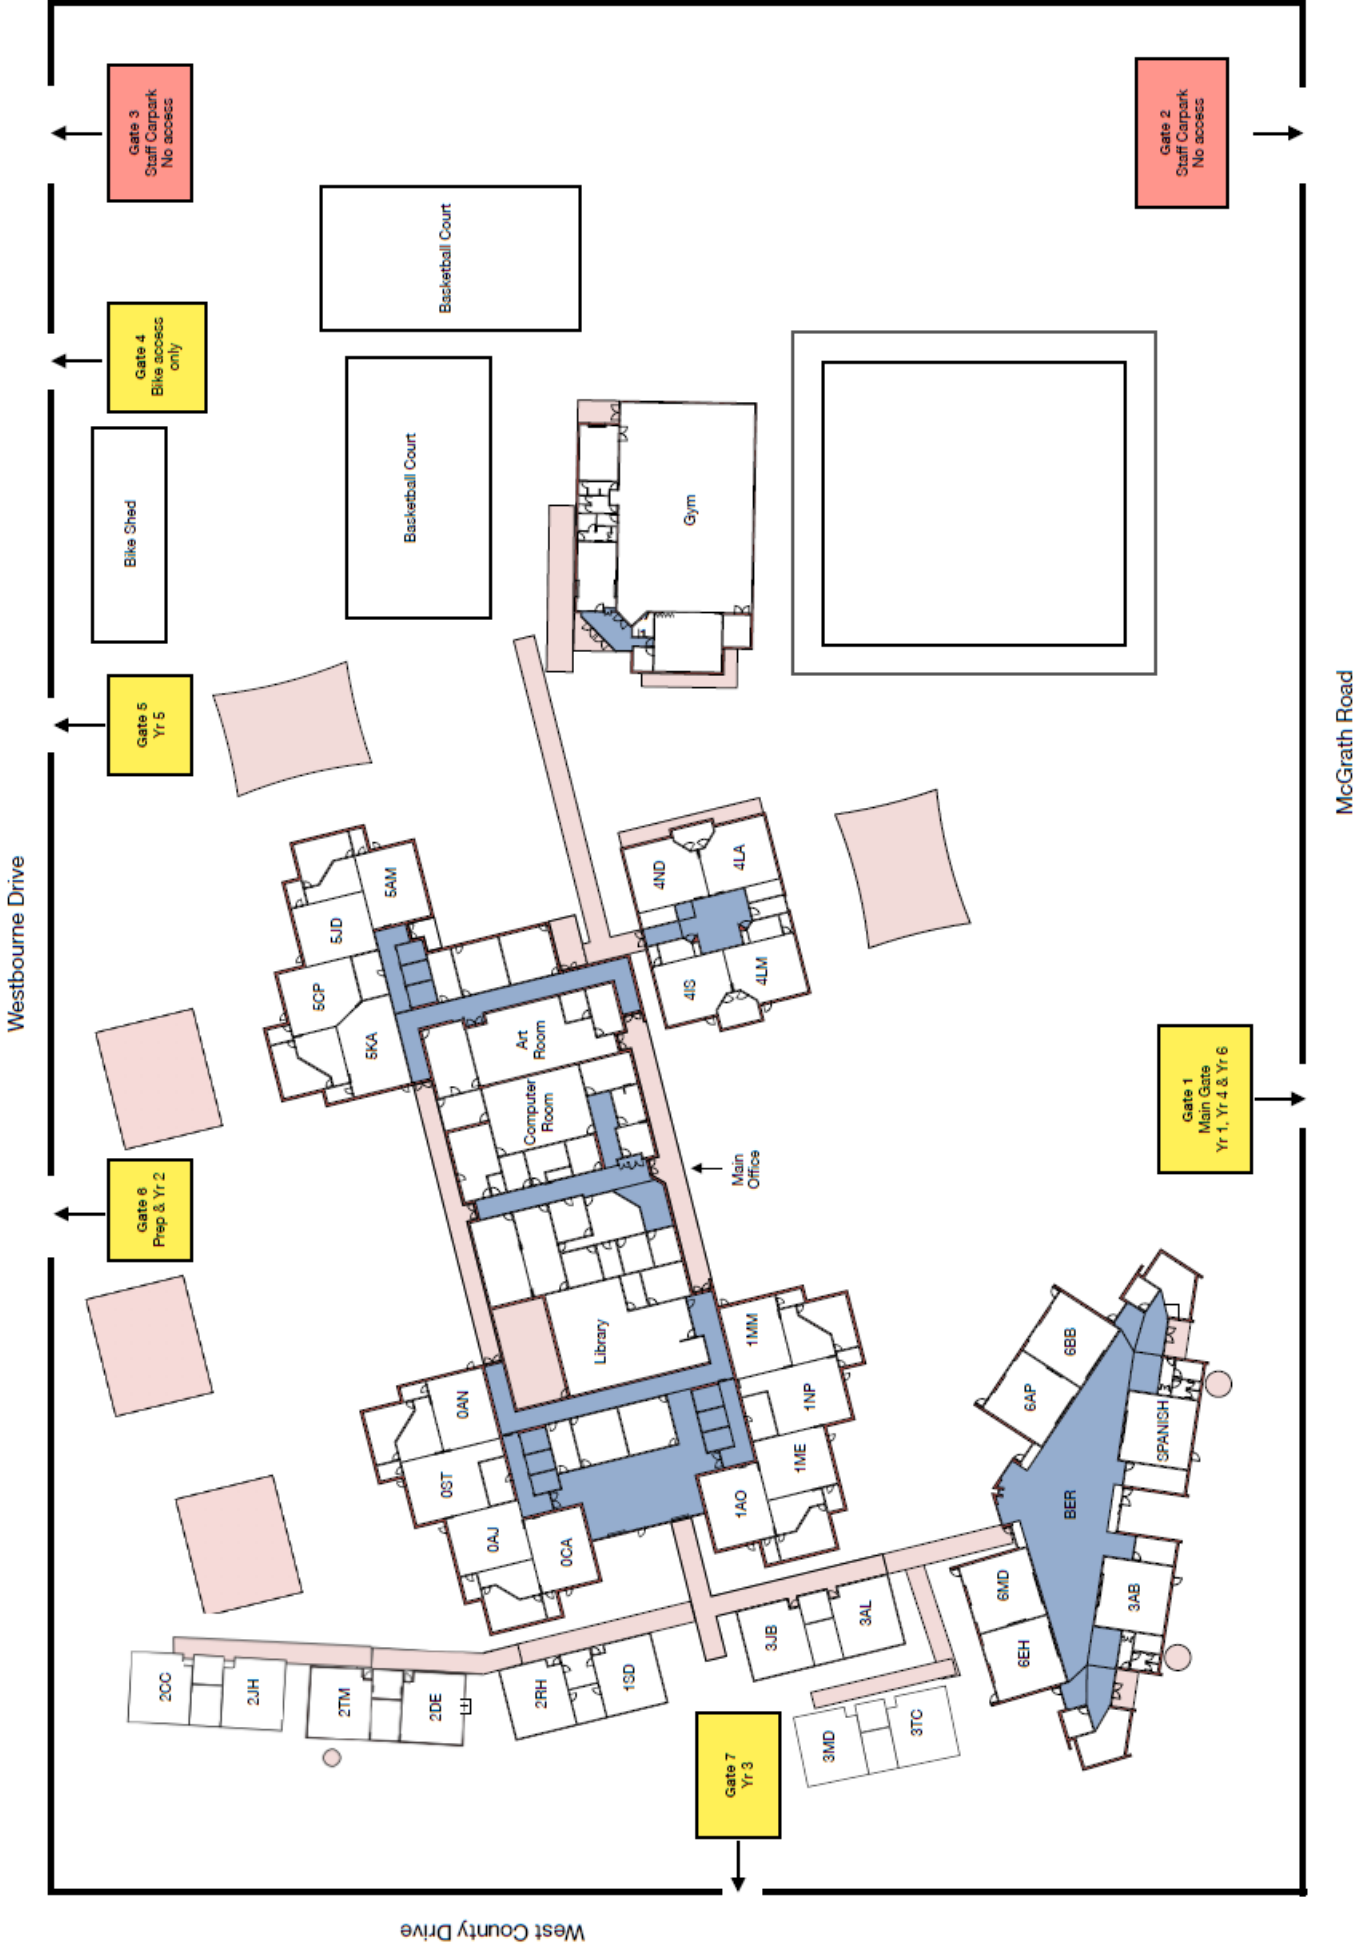 Westbourne Drive
McGrath Road
West County Drive
Gate 3
Staff Carpark
No access
Gate 2
Staff Carpark
No access
Gate 4
Bike access
only
Bike Shed
Basketball Court
Basketball Court
Gym
Gate 5
Yr 5
Gate 6
Prep & Yr 2
Gate 1
Main Gate
Yr 1, Yr 4 & Yr 6
Gate 7
Yr 3
5AM
5JD
5CP
5KA
4ND
4LA
4IS
4LM
Art
Room
Computer
Room
Main
Office
Library
0AN
0ST
0AJ
0CA
1MM
1NP
1ME
1AO
2CC
2JH
2TM
2DE
2RH
1SD
3JB
3AL
3MD
3TC
6BB
6AP
SPANISH
BER
6MD
6EH
3AB